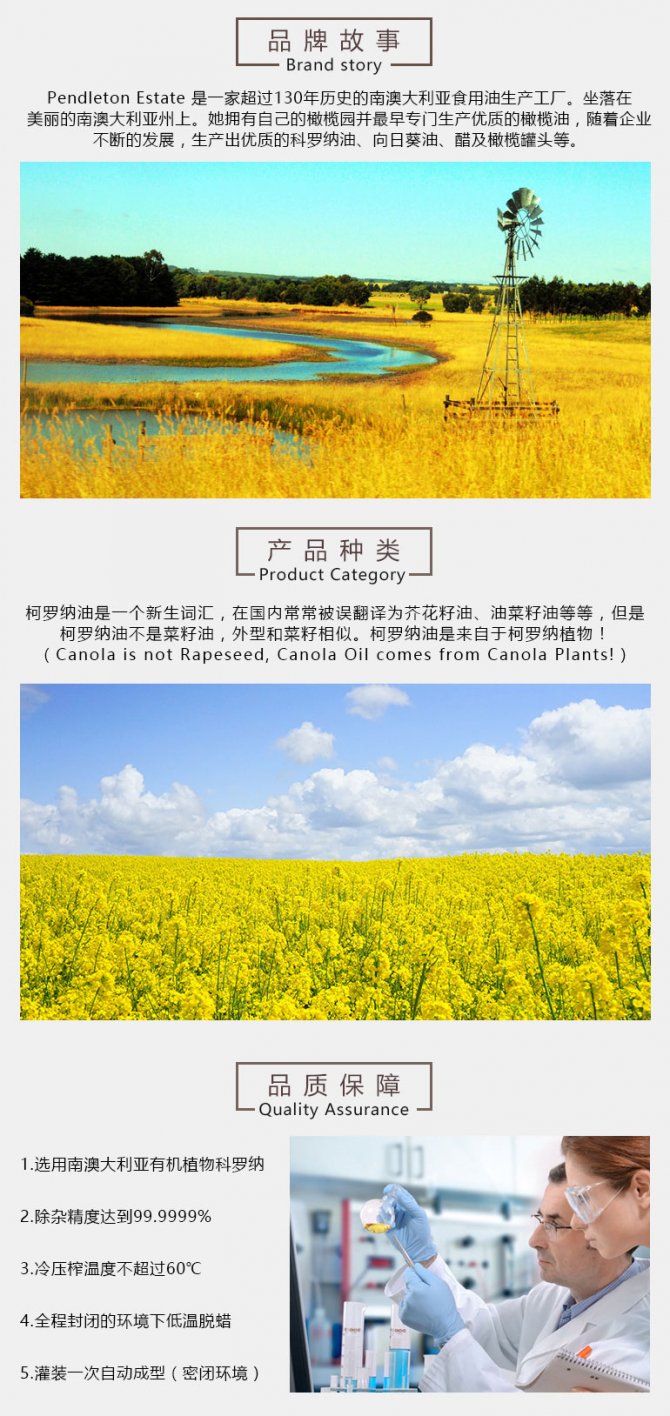 品牌故事
Brand story
Pendleton Estate 是一家超过130年历史的南澳大利亚食用油生产工厂。坐落在
美丽的南澳大利亚州上。她拥有自己的橄榄园并最早专门生产优质的橄榄油，随着企业
不断的发展，生产出优质的科罗纳油、向日葵油、醋及橄榄罐头等。
产品种类
Product Category
柯罗纳油是一个新生词汇，在国内常常被误翻译为芥花籽油、油菜籽油等等，但是
柯罗纳油不是菜籽油，外型和菜籽相似。柯罗纳油是来自于柯罗纳植物！
（Canola is not Rapeseed, Canola Oil comes from Canola Plants!）
品质保障
Quality Assurance
1.选用南澳大利亚有机植物科罗纳
2.除杂精度达到99.9999%
3.冷压榨温度不超过60℃
4.全程封闭的环境下低温脱蜡
5.灌装一次自动成型（密闭环境）